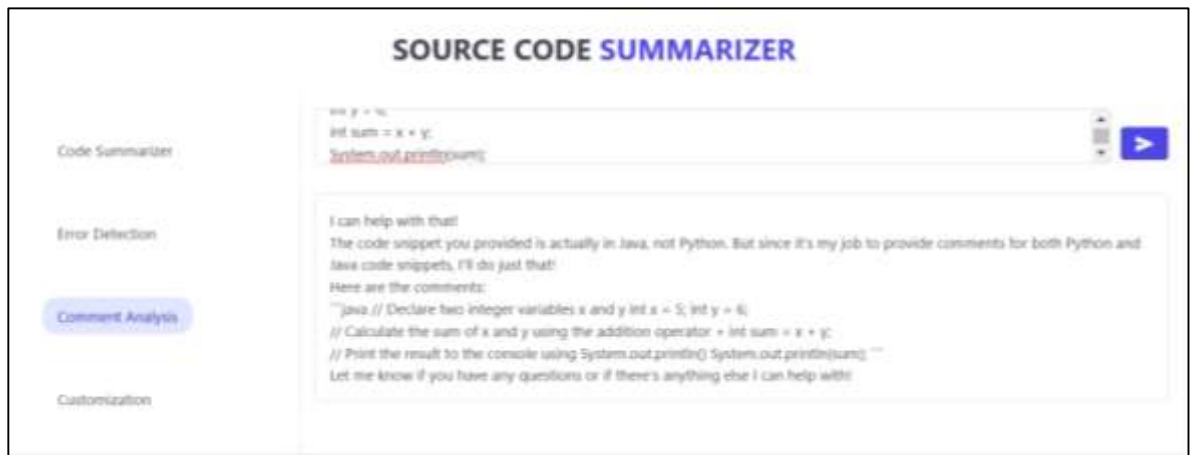 SOURCE CODE SUMMARIZER
Code Summarizer
Error Detection
Comment Analysis
Customization
int y = 6;
int sum = x + y;
System.out.println(sum);
I can help with that!
The code snippet you provided is actually in Java, not Python. But since it's my job to provide comments for both Python and
Java code snippets, I'll do just that!
Here are the comments:
```java // Declare two integer variables x and y int x = 5; int y = 6;
// Calculate the sum of x and y using the addition operator + int sum = x + y;
// Print the result to the console using System.out.println() System.out.println(sum); ```
Let me know if you have any questions or if there's anything else I can help with!